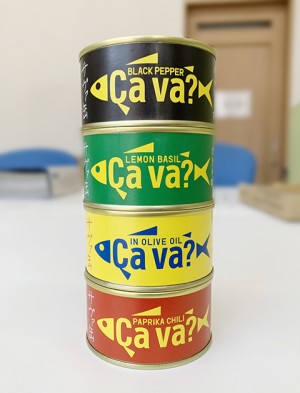 BLACK PEPPER
Ça va?
LEMON BASIL
Ça va?
IN OLIVE OIL
Ça va?
PAPRIKA CHILI
Ça va?